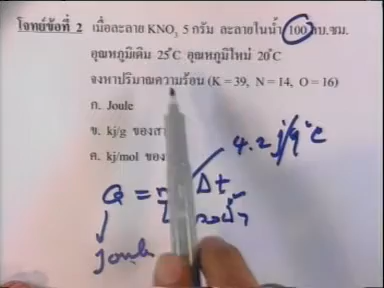 โจทย์ข้อที่ 2 เมื่อละลาย KNO3 5 กรัม ละลายในน้ำ 100 ลบ.ซม.
อุณหภูมิเดิม 25°C อุณหภูมิใหม่ 20°C
จงหาปริมาณความร้อน (K = 39, N = 14, O = 16)
ก. Joule
ข. kj/g ของ
ค. kj/mol ของ
4.2 j/g°C
Q = Δt
joule